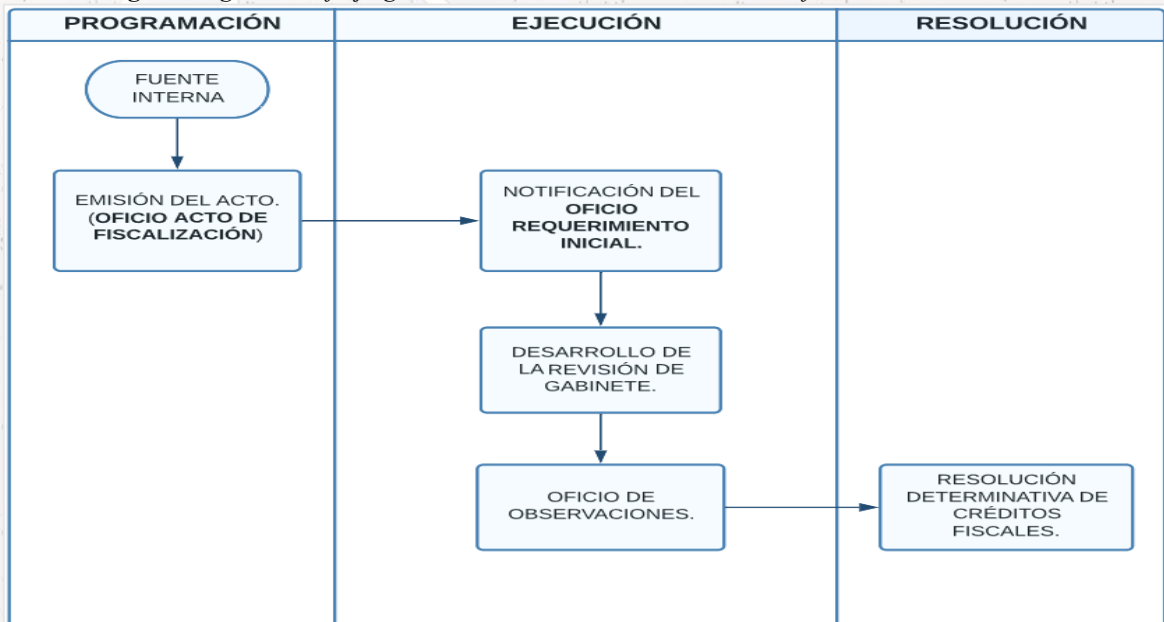 PROGRAMACIÓN
EJECUCIÓN
RESOLUCIÓN
FUENTE
INTERNA
EMISIÓN DEL ACTO.
(OFICIO ACTO DE
FISCALIZACIÓN)
NOTIFICACIÓN DEL
OFICIO
REQUERIMIENTO
INICIAL.
DESARROLLO DE
LA REVISIÓN DE
GABINETE.
OFICIO DE
OBSERVACIONES.
RESOLUCIÓN
DETERMINATIVA DE
CRÉDITOS
FISCALES.